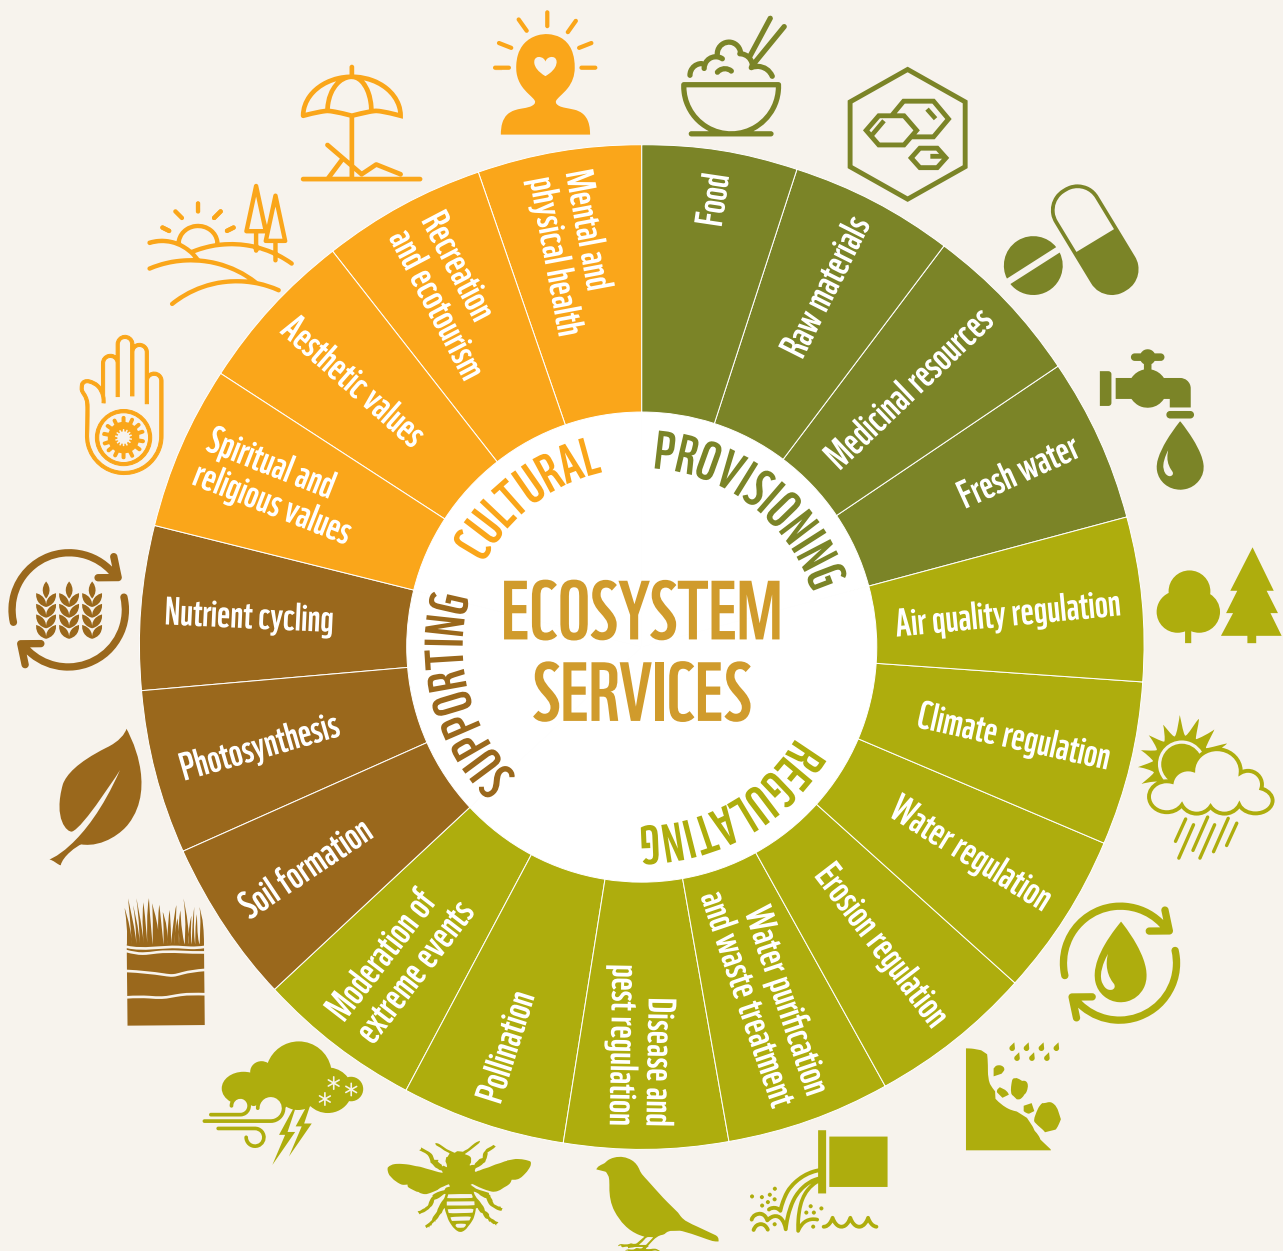 ECOSYSTEM
SERVICES
PROVISIONING
Food
Raw materials
Medicinal resources
Fresh water
REGULATING
Air quality regulation
Climate regulation
Water regulation
Erosion regulation
Water purification
and waste treatment
Disease and
pest regulation
Pollination
Moderation of
extreme events
SUPPORTING
Soil formation
Photosynthesis
Nutrient cycling
CULTURAL
Spiritual and
religious values
Aesthetic values
Recreation
and ecotourism
Mental and
physical health